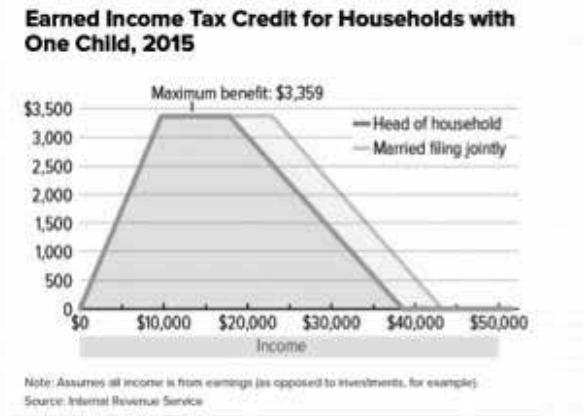 Earned Income Tax Credit for Households with
One Child, 2015
Maximum benefit: $3,359
$3,500
3,000
2,500
2,000
1,500
1,000
500
0
Head of household
Married filing jointly
$0 $10,000 $20,000 $30,000 $40,000 $50,000
Income
Note: Assumes all income is from earnings (as opposed to investments, for example).
Source: Internal Revenue Service